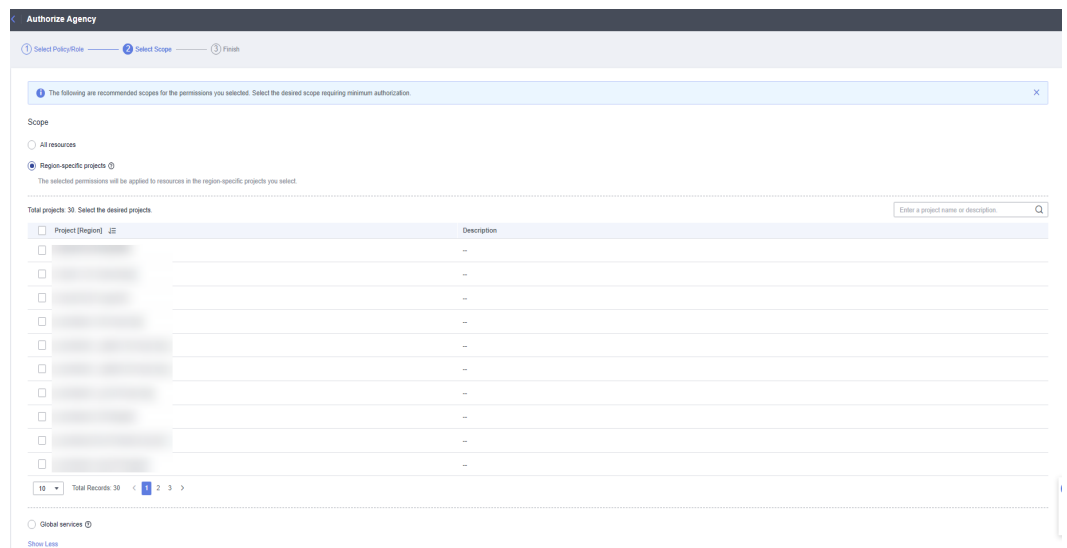 Authorize Agency
1 Select Policy/Role 2 Select Scope 3 Finish
The following are recommended scopes for the permissions you selected. Select the desired scope requiring minimum authorization.
Scope
All resources
Region-specific projects
The selected permissions will be applied to resources in the region-specific projects you select.
Total projects: 30. Select the desired projects. Enter a project name or description.
Project [Region] Description
--
--
--
--
--
--
--
--
--
--
10 Total Records: 30 < 1 2 3 >
Global services
Show Less